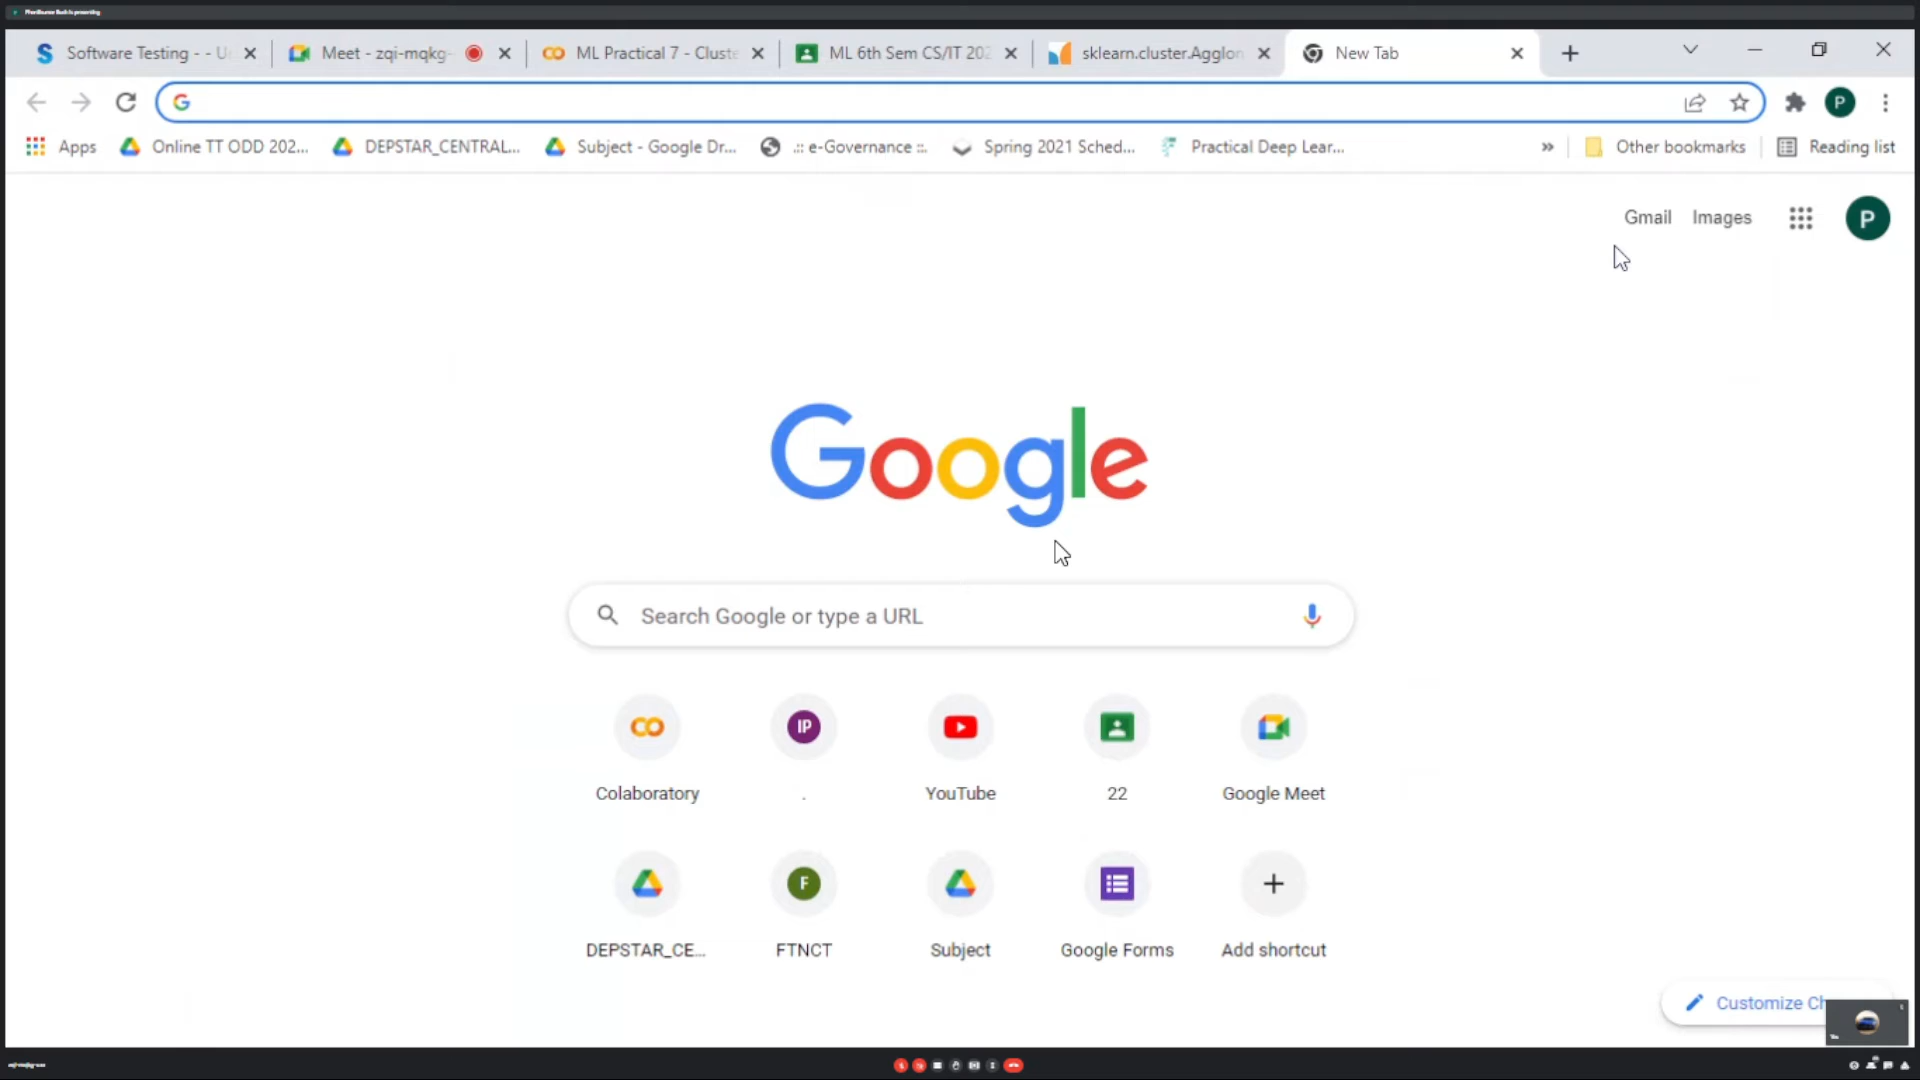 Software Testing - - U
Meet - zqi-mqkg-
ML Practical 7 - Cluste
ML 6th Sem CS/IT 202
sklearn.cluster.Agglon
New Tab
Apps
Online TT ODD 202...
DEPSTAR_CENTRAL...
Subject - Google Dr...
.:: e-Governance ::.
Spring 2021 Sched...
Practical Deep Lear...
Other bookmarks
Reading list
Gmail
Images
P
P
Google
Search Google or type a URL
Colaboratory
IP
.
YouTube
22
Google Meet
DEPSTAR_CE...
F
FTNCT
Subject
Google Forms
Add shortcut
Customize Ch